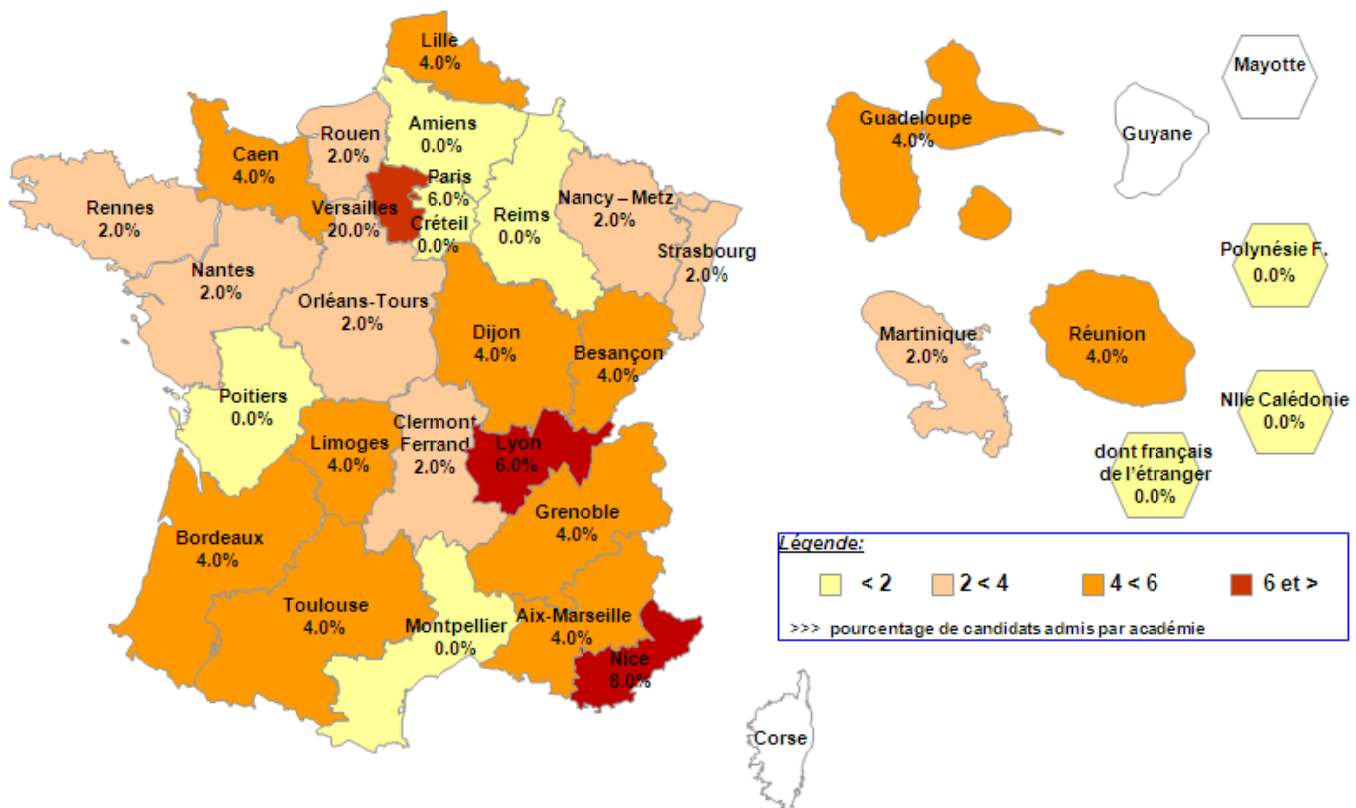 Lille
4.0%
Amiens
0.0%
Rouen
2.0%
Caen
4.0%
Paris
6.0%
Reims
0.0%
Nancy – Metz
2.0%
Rennes
2.0%
Versailles
20.0%
Créteil
0.0%
Strasbourg
2.0%
Nantes
2.0%
Orléans-Tours
2.0%
Dijon
4.0%
Besançon
4.0%
Poitiers
0.0%
Limoges
4.0%
Clermont
Ferrand
2.0%
Lyon
6.0%
Grenoble
4.0%
Bordeaux
4.0%
Toulouse
4.0%
Montpellier
0.0%
Aix-Marseille
4.0%
Nice
8.0%
Corse
Guadeloupe
4.0%
Guyane
Mayotte
Polynésie F.
0.0%
Martinique
2.0%
Réunion
4.0%
Nlle Calédonie
0.0%
dont français
de l'étranger
0.0%
Légende:
< 2 2 < 4 4 < 6 6 et >
>>> pourcentage de candidats admis par académie